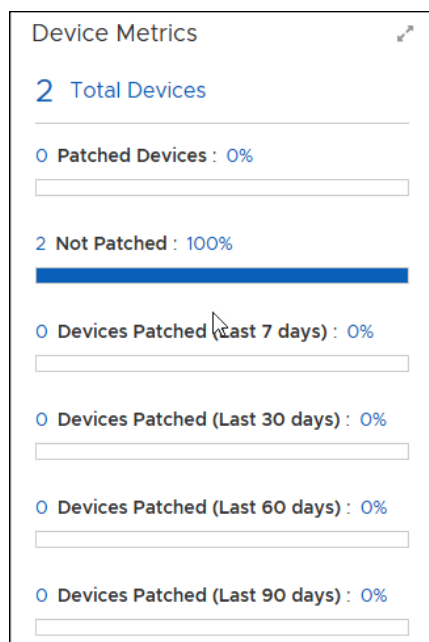 Device Metrics
2 Total Devices
0 Patched Devices : 0%
2 Not Patched : 100%
0 Devices Patched (Last 7 days) : 0%
0 Devices Patched (Last 30 days) : 0%
0 Devices Patched (Last 60 days) : 0%
0 Devices Patched (Last 90 days) : 0%